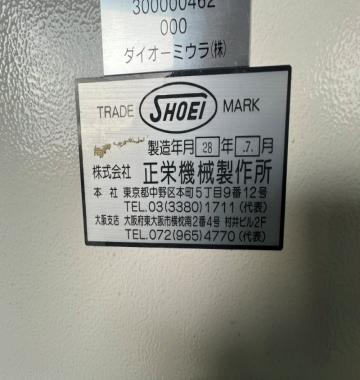 300000462
000
ダイオーミウラ(株)
TRADE SHOEI MARK
製造年月 28 年 .7. 月
株式会社 正栄機械製作所
本 社 東京都中野区本町5丁目9番12号
TEL.03(3380)1711(代表)
大阪支店 大阪府東大阪市横枕南2番4号 村井ビル2F
TEL.072(965)4770(代表)